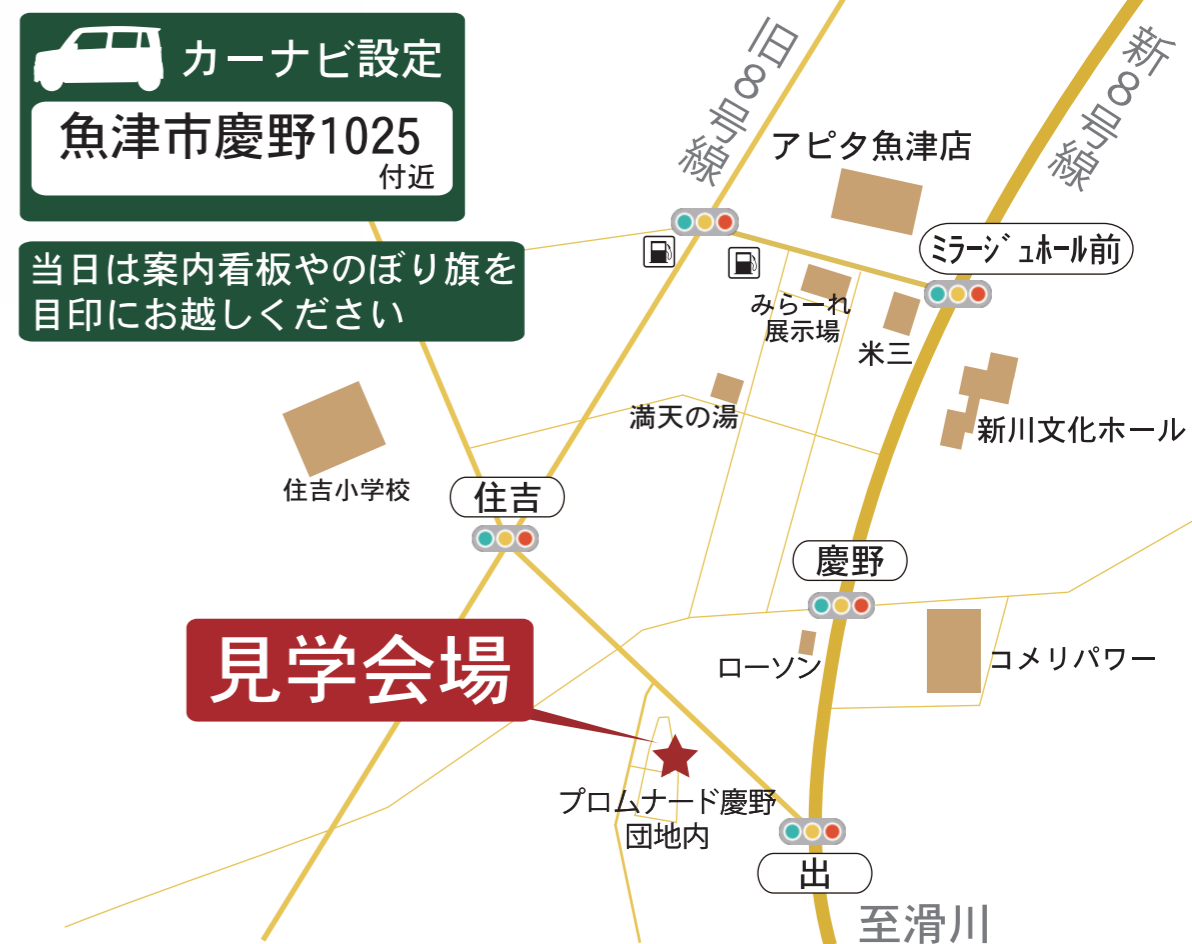 カーナビ設定
魚津市慶野1025
付近
当日は案内看板やのぼり旗を
目印にお越しください
旧8号線
新8号線
アピタ魚津店
ﾐﾗｰｼﾞｭﾎｰﾙ前
みらーれ
展示場
米三
満天の湯
新川文化ホール
住吉小学校
住吉
慶野
見学会場
ローソン
コメリパワー
プロムナード慶野
団地内
出
至滑川